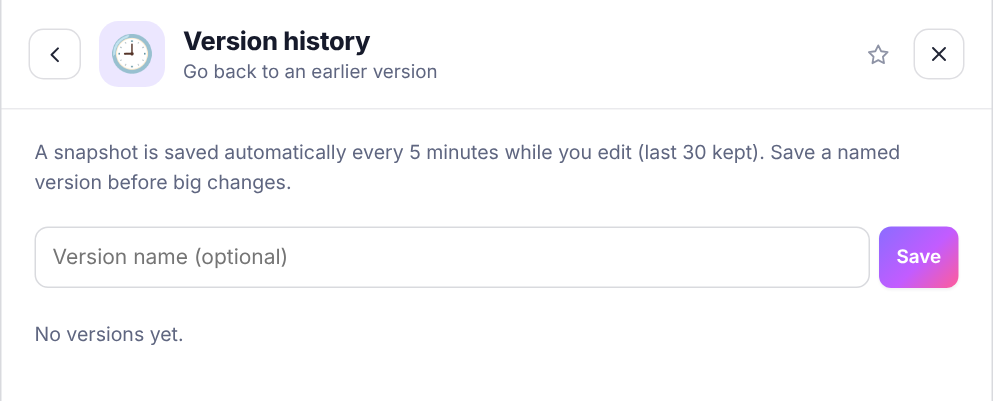 Version history
Go back to an earlier version
A snapshot is saved automatically every 5 minutes while you edit (last 30 kept). Save a named
version before big changes.
Version name (optional)
Save
No versions yet.